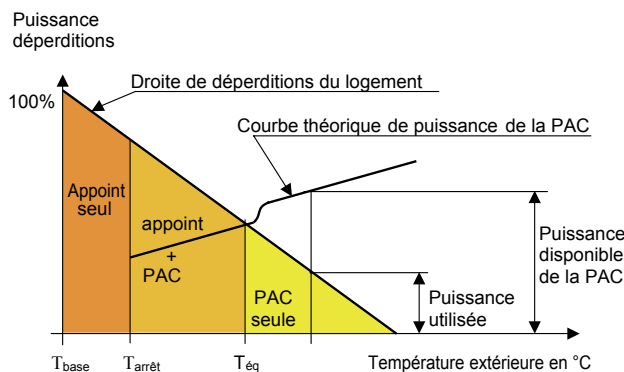 Puissance
déperditions
100%
Droite de déperditions du logement
Courbe théorique de puissance de la PAC
Appoint
seul
appoint
+
PAC
PAC
seule
Puissance
utilisée
Puissance
disponible
de la PAC
Tbase
Tarrêt
Téq
Température extérieure en °C